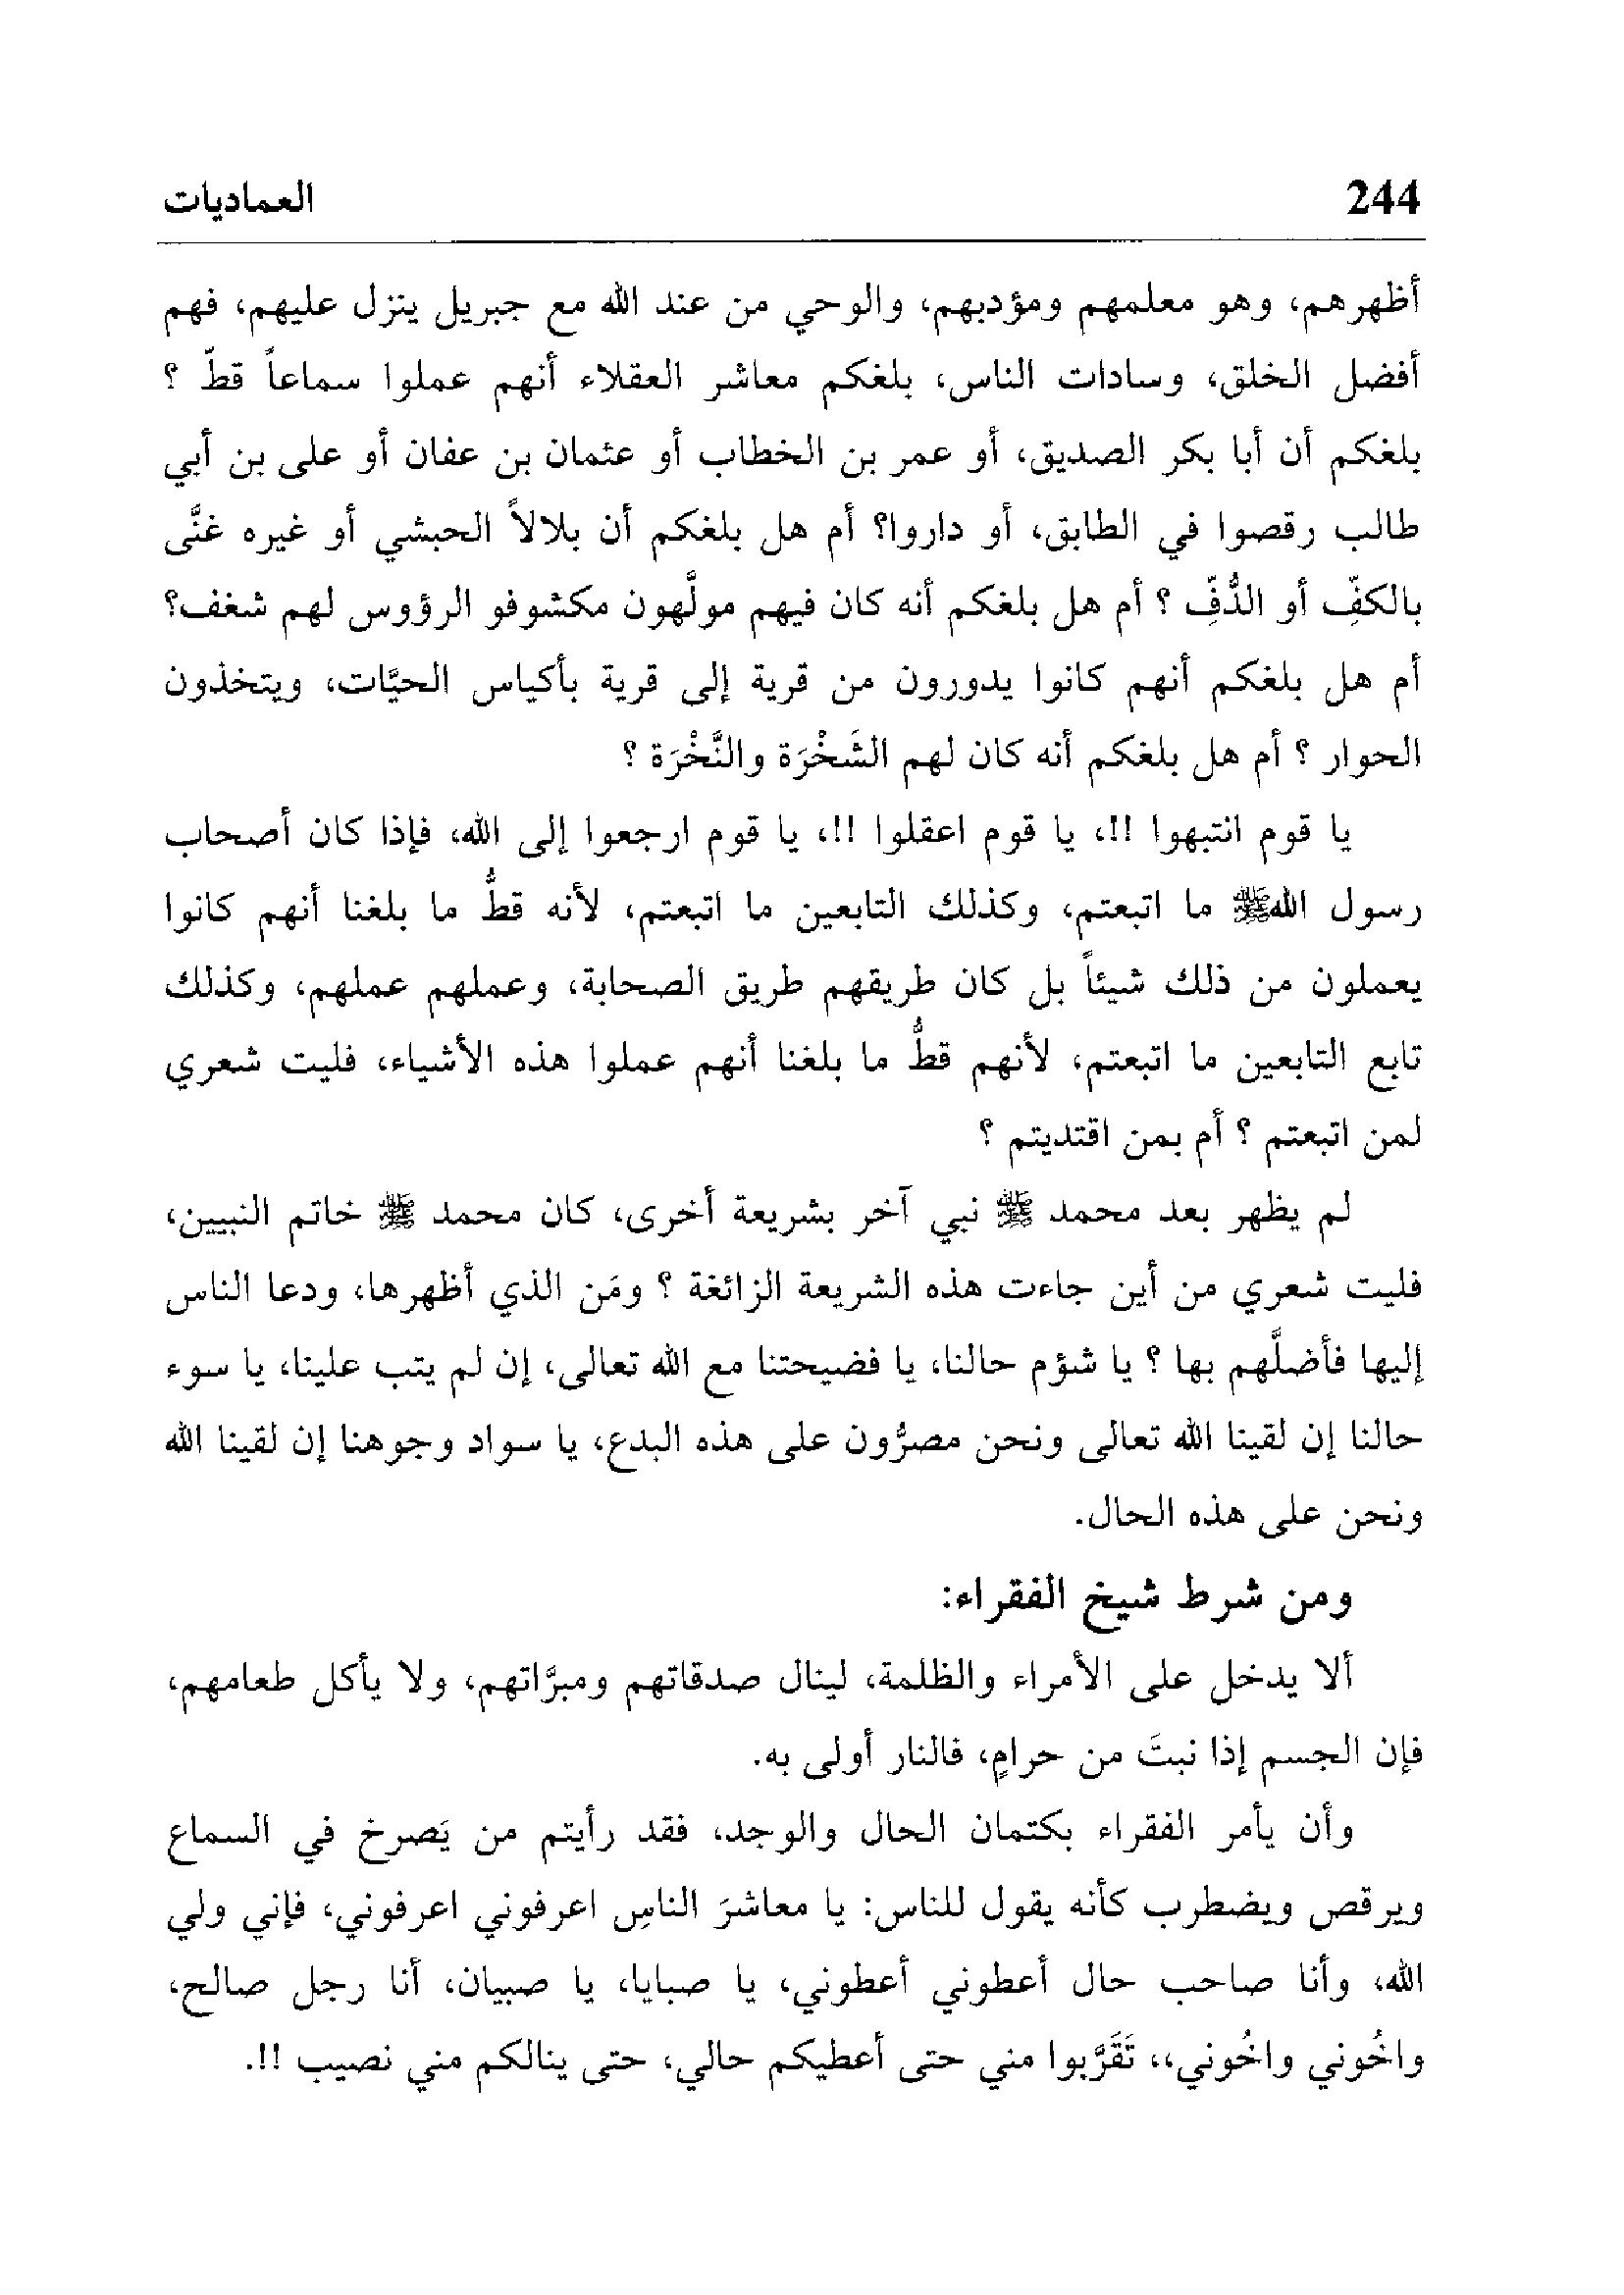 244 العماديات
أظهرهم، وهو معلمهم ومؤدبهم، والوحي من عند الله مع جبريل ينزل عليهم، فهم
أفضل الخلق، وسادات الناس، بلغكم معاشر العقلاء أنهم عملوا سماعاً قطّ ؟
بلغكم أن أبا بكر الصديق، أو عمر بن الخطاب أو عثمان بن عفان أو على بن أبي
طالب رقصوا في الطابق، أو داروا؟ أم هل بلغكم أن بلالاً الحبشي أو غيره غنَّى
بالكفِّ أو الدُّفِّ ؟ أم هل بلغكم أنه كان فيهم مولَّهون مكشوفو الرؤوس لهم شغف؟
أم هل بلغكم أنهم كانوا يدورون من قرية إلى قرية بأكياس الحيَّات، ويتخذون
الحوار ؟ أم هل بلغكم أنه كان لهم الشَخْرَة والنَّخْرَة ؟
يا قوم انتبهوا !!، يا قوم اعقلوا !!، يا قوم ارجعوا إلى الله، فإذا كان أصحاب
رسول اللهﷺ ما اتبعتم، وكذلك التابعين ما اتبعتم، لأنه قطُّ ما بلغنا أنهم كانوا
يعملون من ذلك شيئاً بل كان طريقهم طريق الصحابة، وعملهم عملهم، وكذلك
تابع التابعين ما اتبعتم، لأنهم قطُّ ما بلغنا أنهم عملوا هذه الأشياء، فليت شعري
لمن اتبعتم ؟ أم بمن اقتديتم ؟
لم يظهر بعد محمد ﷺ نبي آخر بشريعة أخرى، كان محمد ﷺ خاتم النبيين،
فليت شعري من أين جاءت هذه الشريعة الزائغة ؟ ومَن الذي أظهرها، ودعا الناس
إليها فأضلَّهم بها ؟ يا شؤم حالنا، يا فضيحتنا مع الله تعالى، إن لم يتب علينا، يا سوء
حالنا إن لقينا الله تعالى ونحن مصرُّون على هذه البدع، يا سواد وجوهنا إن لقينا الله
ونحن على هذه الحال.
ومن شرط شيخ الفقراء:
ألا يدخل على الأمراء والظلمة، لينال صدقاتهم ومبرَّاتهم، ولا يأكل طعامهم،
فإن الجسم إذا نبتَ من حرامٍ، فالنار أولى به.
وأن يأمر الفقراء بكتمان الحال والوجد، فقد رأيتم من يَصرخ في السماع
ويرقص ويضطرب كأنه يقول للناس: يا معاشرَ الناسِ اعرفوني اعرفوني، فإني ولي
الله، وأنا صاحب حال أعطوني أعطوني، يا صبايا، يا صبيان، أنا رجل صالح،
واخُوني واخُوني،، تَقَرَّبوا مني حتى أعطيكم حالي، حتى ينالكم مني نصيب !!.